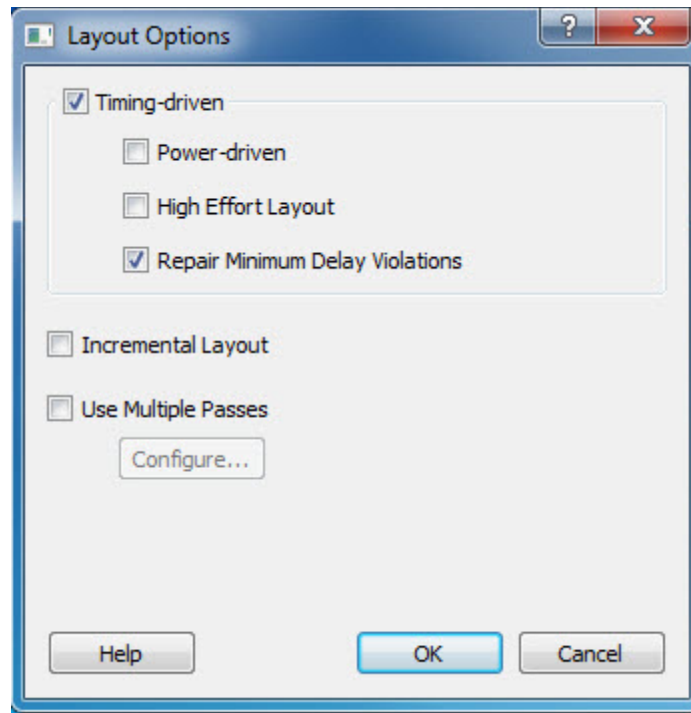 Layout Options
Timing-driven
Power-driven
High Effort Layout
Repair Minimum Delay Violations
Incremental Layout
Use Multiple Passes
Configure...
Help OK Cancel